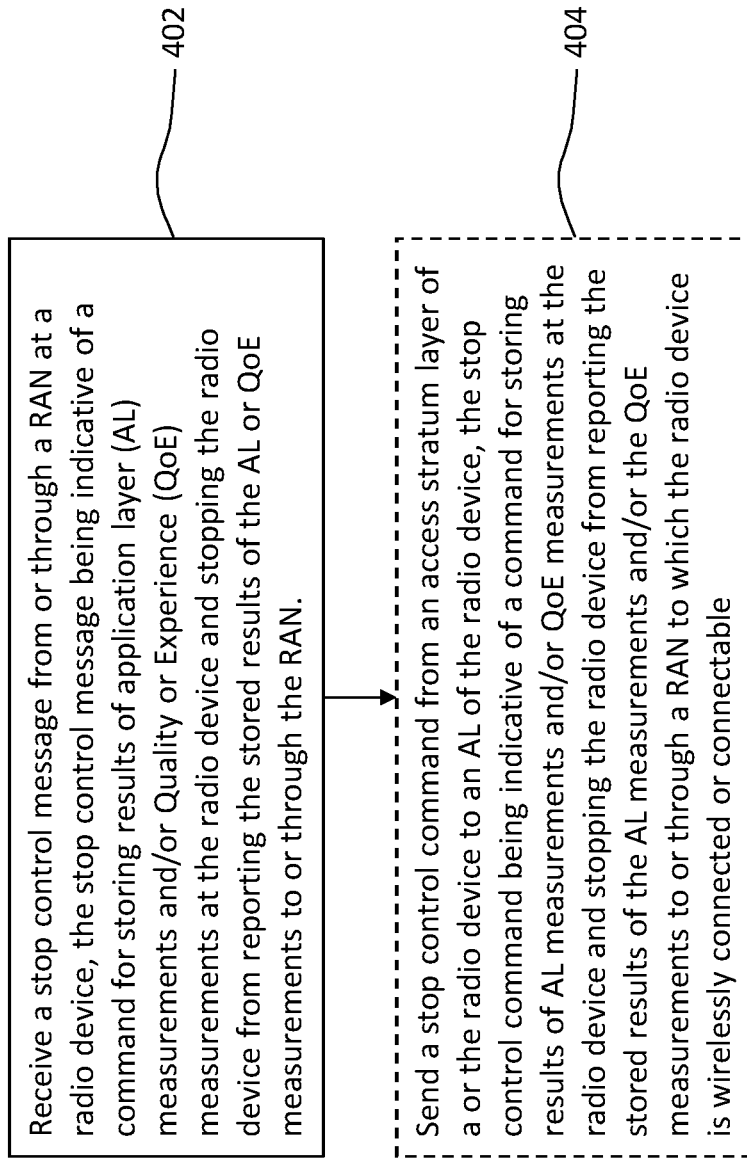 Receive a stop control message from or through a RAN at a
radio device, the stop control message being indicative of a
command for storing results of application layer (AL)
measurements and/or Quality or Experience (QoE)
measurements at the radio device and stopping the radio
device from reporting the stored results of the AL or QoE
measurements to or through the RAN.
402
Send a stop control command from an access stratum layer of
a or the radio device to an AL of the radio device, the stop
control command being indicative of a command for storing
results of AL measurements and/or QoE measurements at the
radio device and stopping the radio device from reporting the
stored results of the AL measurements and/or the QoE
measurements to or through a RAN to which the radio device
is wirelessly connected or connectable
404